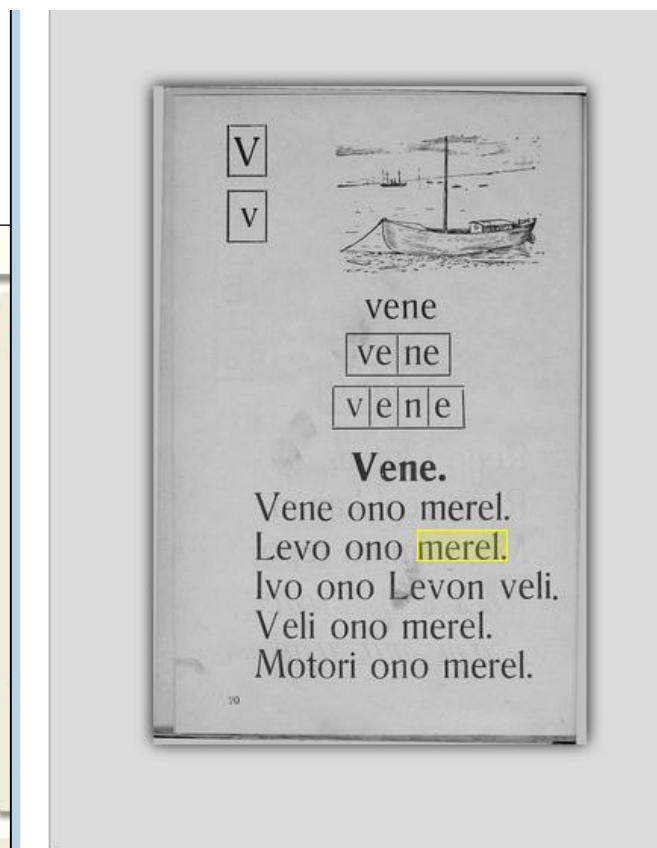 V
v
vene
ve ne
v e n e
Vene.
Vene ono merel.
Levo ono merel.
Ivo ono Levon veli.
Veli ono merel.
Motori ono merel.